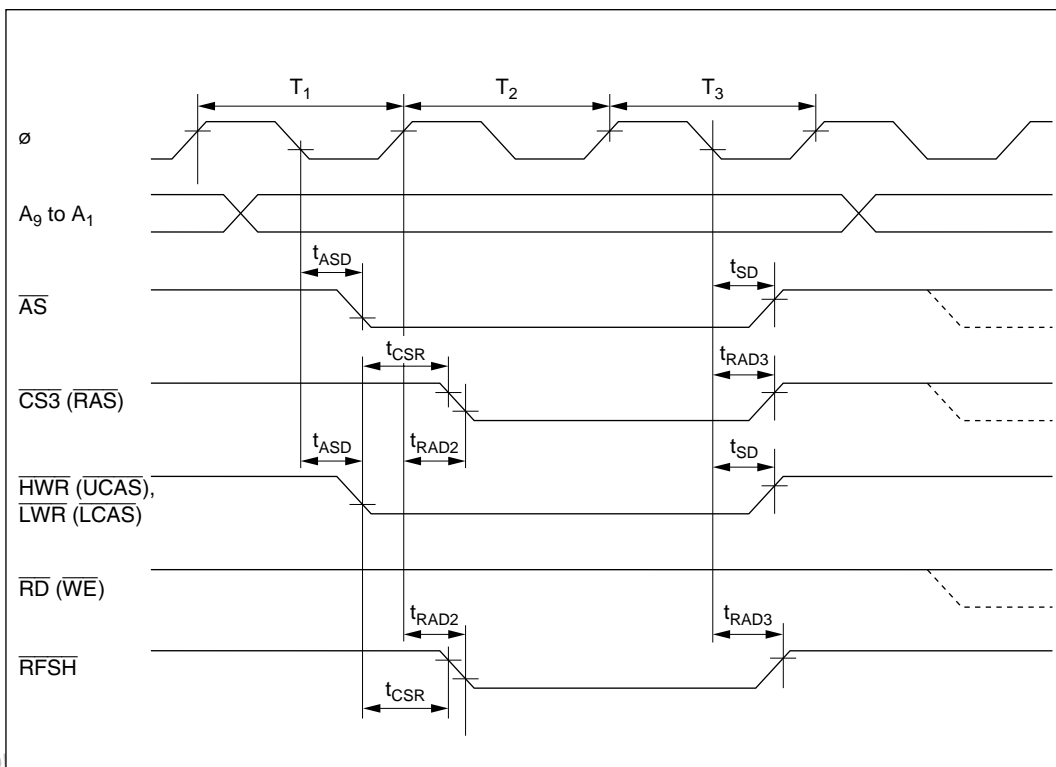 T1 T2 T3
ø
A9 to A1
tASD tSD
AS
tCSR tRAD3
CS3 (RAS)
tASD tRAD2 tSD
HWR (UCAS),
LWR (LCAS)
RD (WE)
tRAD2 tRAD3
RFSH
tCSR